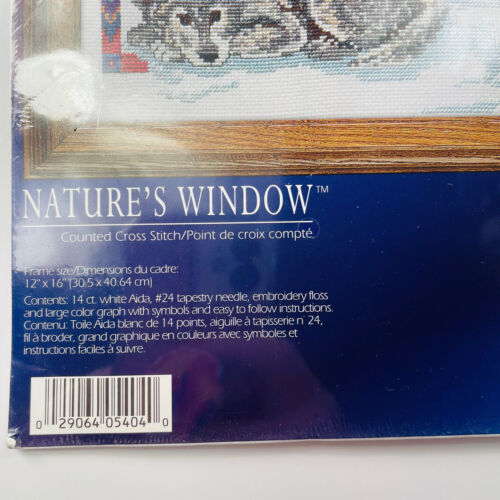 NATURE'S WINDOW™
Counted Cross Stitch/Point de croix compté
Frame size/Dimensions du cadre:
12" x 16" (30.5 x 40.64 cm)
Contents: 14 ct. white Aida, #24 tapestry needle, embroidery floss
and large color graph with symbols and easy to follow instructions.
Contenu: Toile Aida blanc de 14 points, aiguille à tapisserie n° 24,
fil à broder, grand graphique en couleurs avec symboles et
instructions faciles à suivre.
0 29064 05404 0